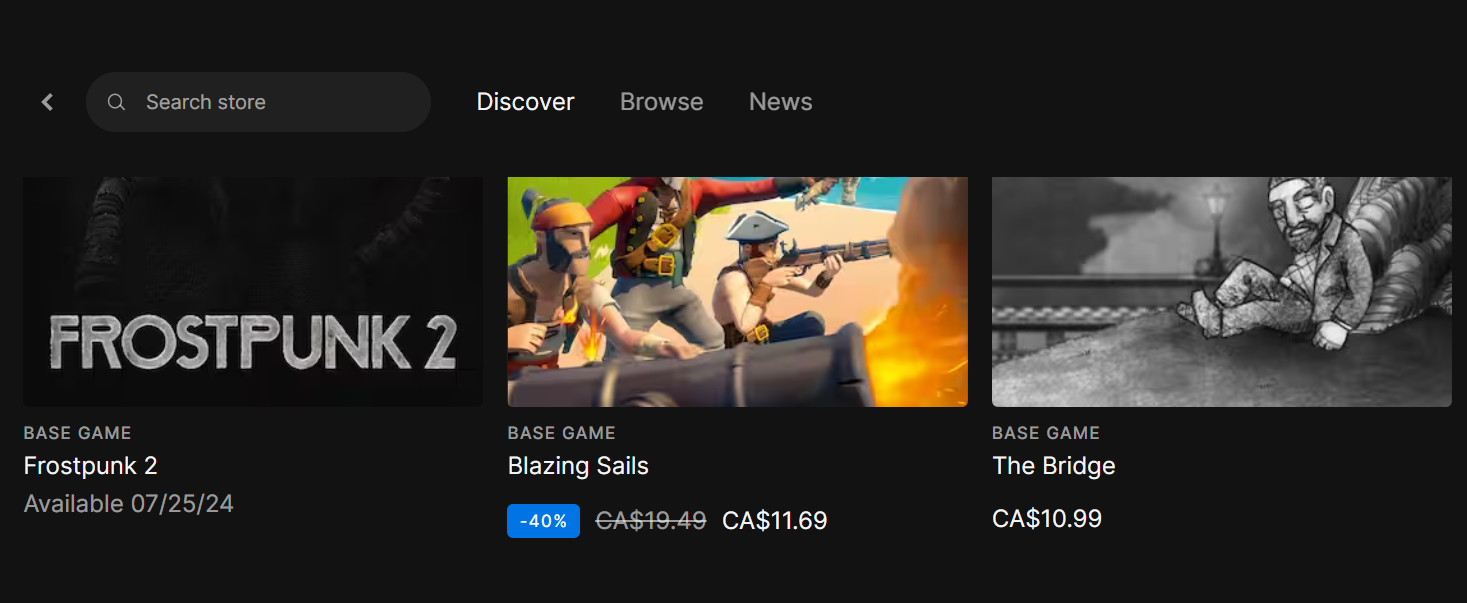 Search store
Discover Browse News
FROSTPUNK 2
BASE GAME
Frostpunk 2
Available 07/25/24
BASE GAME
Blazing Sails
-40% CA$19.49 CA$11.69
BASE GAME
The Bridge
CA$10.99